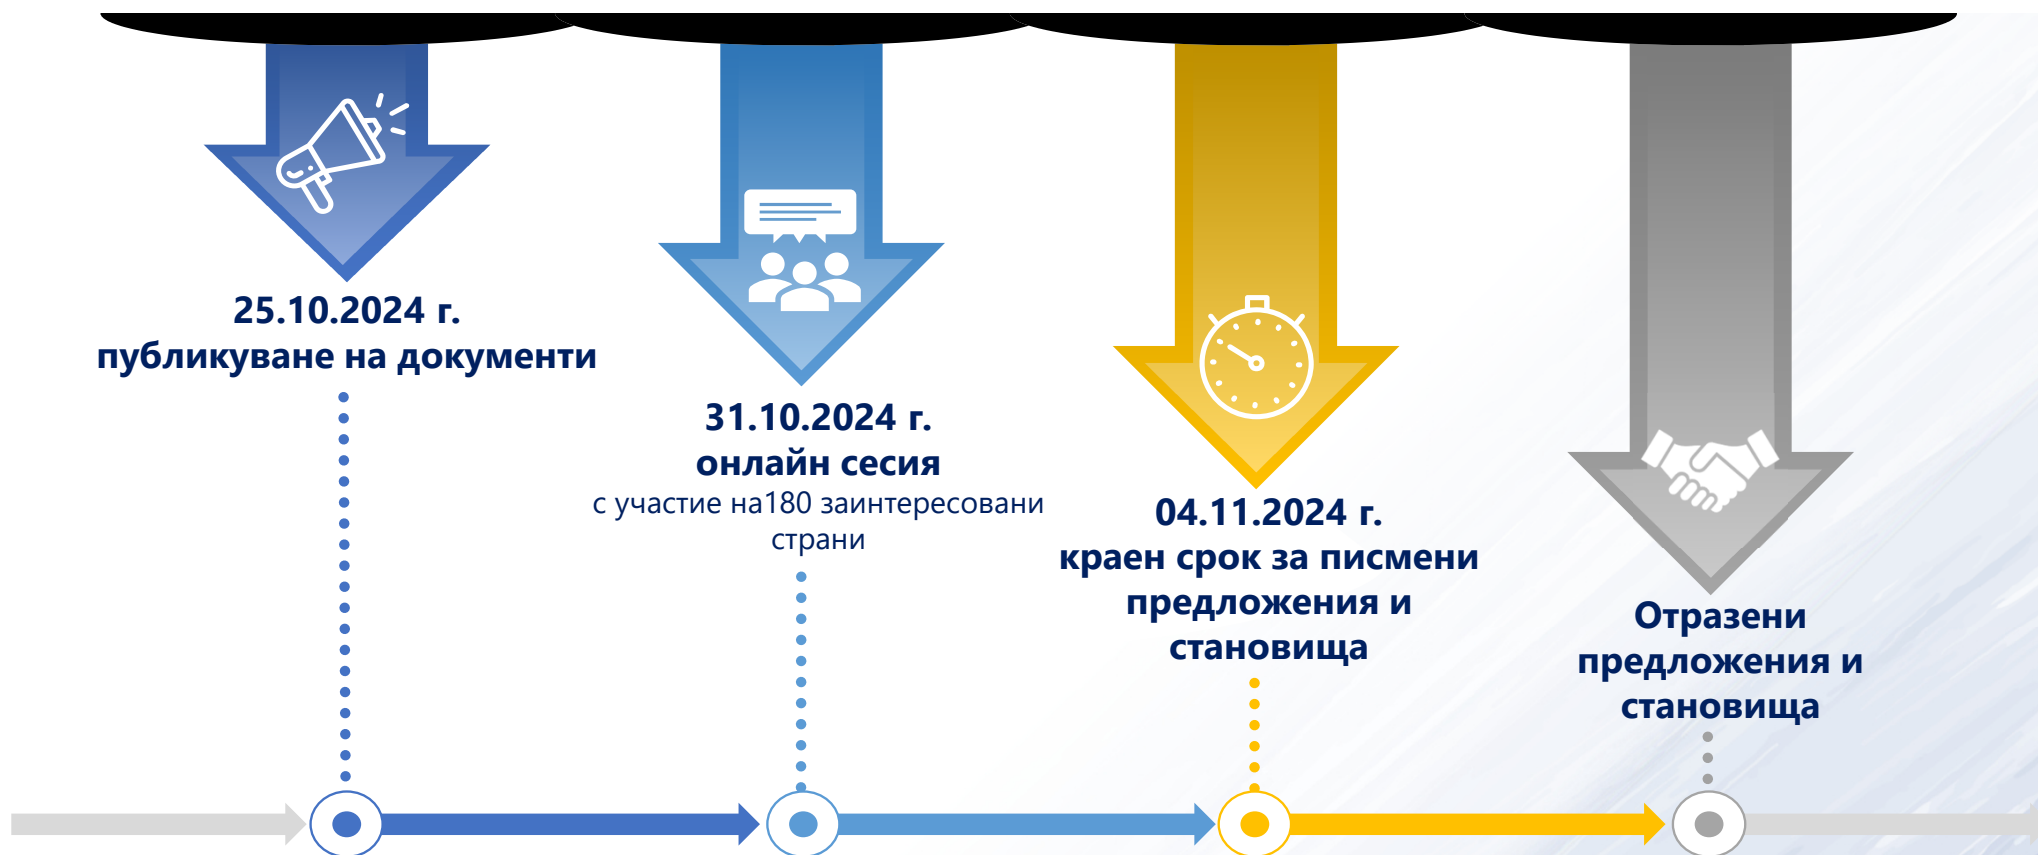 25.10.2024 г.
публикуване на документи
31.10.2024 г.
онлайн сесия
с участие на180 заинтересовани
страни
04.11.2024 г.
краен срок за писмени
предложения и
становища
Отразени
предложения и
становища